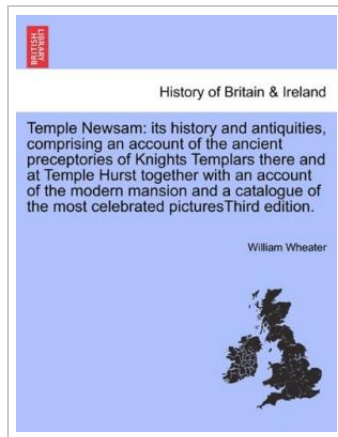 BRITISH
LIBRARY
History of Britain & Ireland
Temple Newsam: its history and antiquities,
comprising an account of the ancient
preceptories of Knights Templars there and
at Temple Hurst together with an account
of the modern mansion and a catalogue of
the most celebrated picturesThird edition.
William Wheater